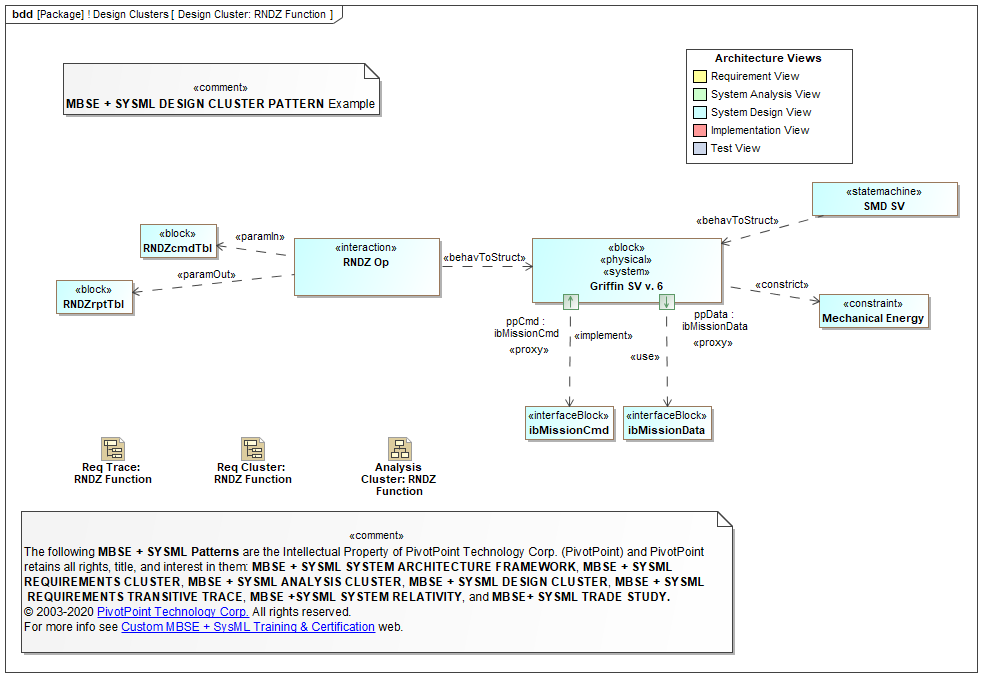 bdd [Package] ! Design Clusters [ Design Cluster: RNDZ Function ]
«comment»
MBSE + SYSML DESIGN CLUSTER PATTERN Example
Architecture Views
Requirement View
System Analysis View
System Design View
Implementation View
Test View
«statemachine»
SMD SV
«behavToStruct»
«block»
RNDZcmdTbl
«paramIn»
«interaction»
RNDZ Op
«behavToStruct»
«block»
«physical»
«system»
Griffin SV v. 6
«paramOut»
«block»
RNDZrptTbl
«constrict»
«constraint»
Mechanical Energy
ppCmd :
ibMissionCmd
«proxy»
«implement»
ppData :
ibMissionData
«proxy»
«use»
«interfaceBlock»
ibMissionCmd
«interfaceBlock»
ibMissionData
Req Trace:
RNDZ Function
Req Cluster:
RNDZ Function
Analysis
Cluster: RNDZ
Function
«comment»
The following MBSE + SYSML Patterns are the Intellectual Property of PivotPoint Technology Corp. (PivotPoint) and PivotPoint
retains all rights, title, and interest in them: MBSE + SYSML SYSTEM ARCHITECTURE FRAMEWORK, MBSE + SYSML
REQUIREMENTS CLUSTER, MBSE + SYSML ANALYSIS CLUSTER, MBSE + SYSML DESIGN CLUSTER, MBSE + SYSML
REQUIREMENTS TRANSITIVE TRACE, MBSE +SYSML SYSTEM RELATIVITY, and MBSE+ SYSML TRADE STUDY.
© 2003-2020 PivotPoint Technology Corp. All rights reserved.
For more info see Custom MBSE + SysML Training & Certification web.